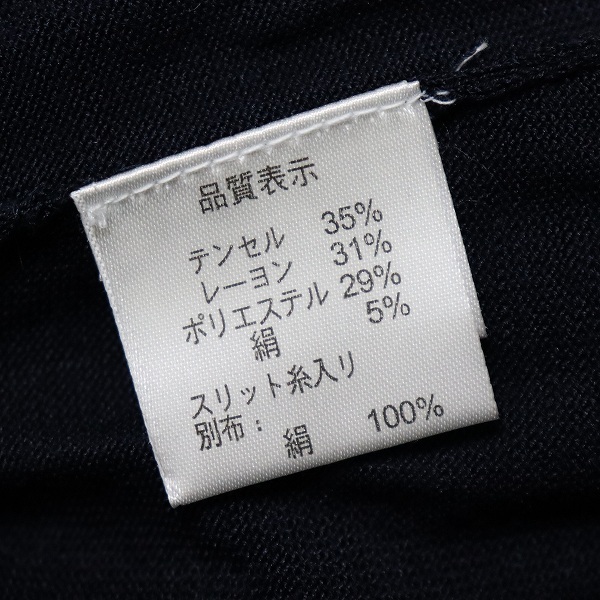 品質表示
テンセル 35%
レーヨン 31%
ポリエステル 29%
絹 5%
スリット糸入り
別布： 絹 100%